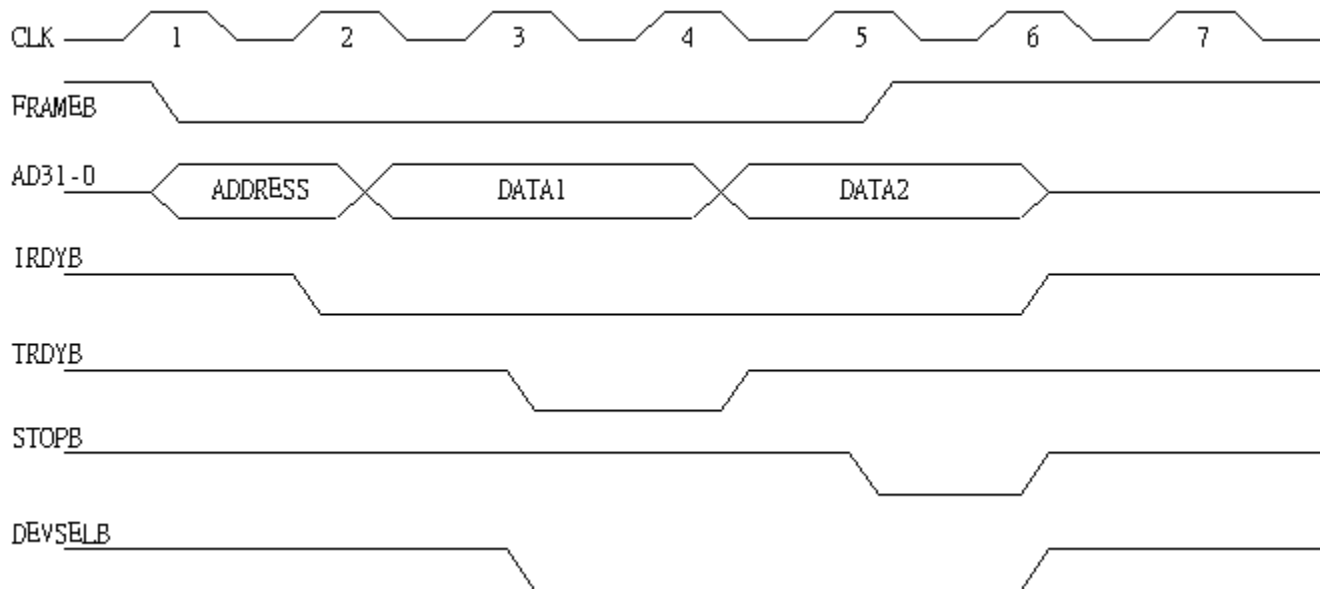 CLK 1 2 3 4 5 6 7
FRAMEB
AD31-0 ADDRESS DATA1 DATA2
IRDYB
TRDYB
STOPB
DEVSELB